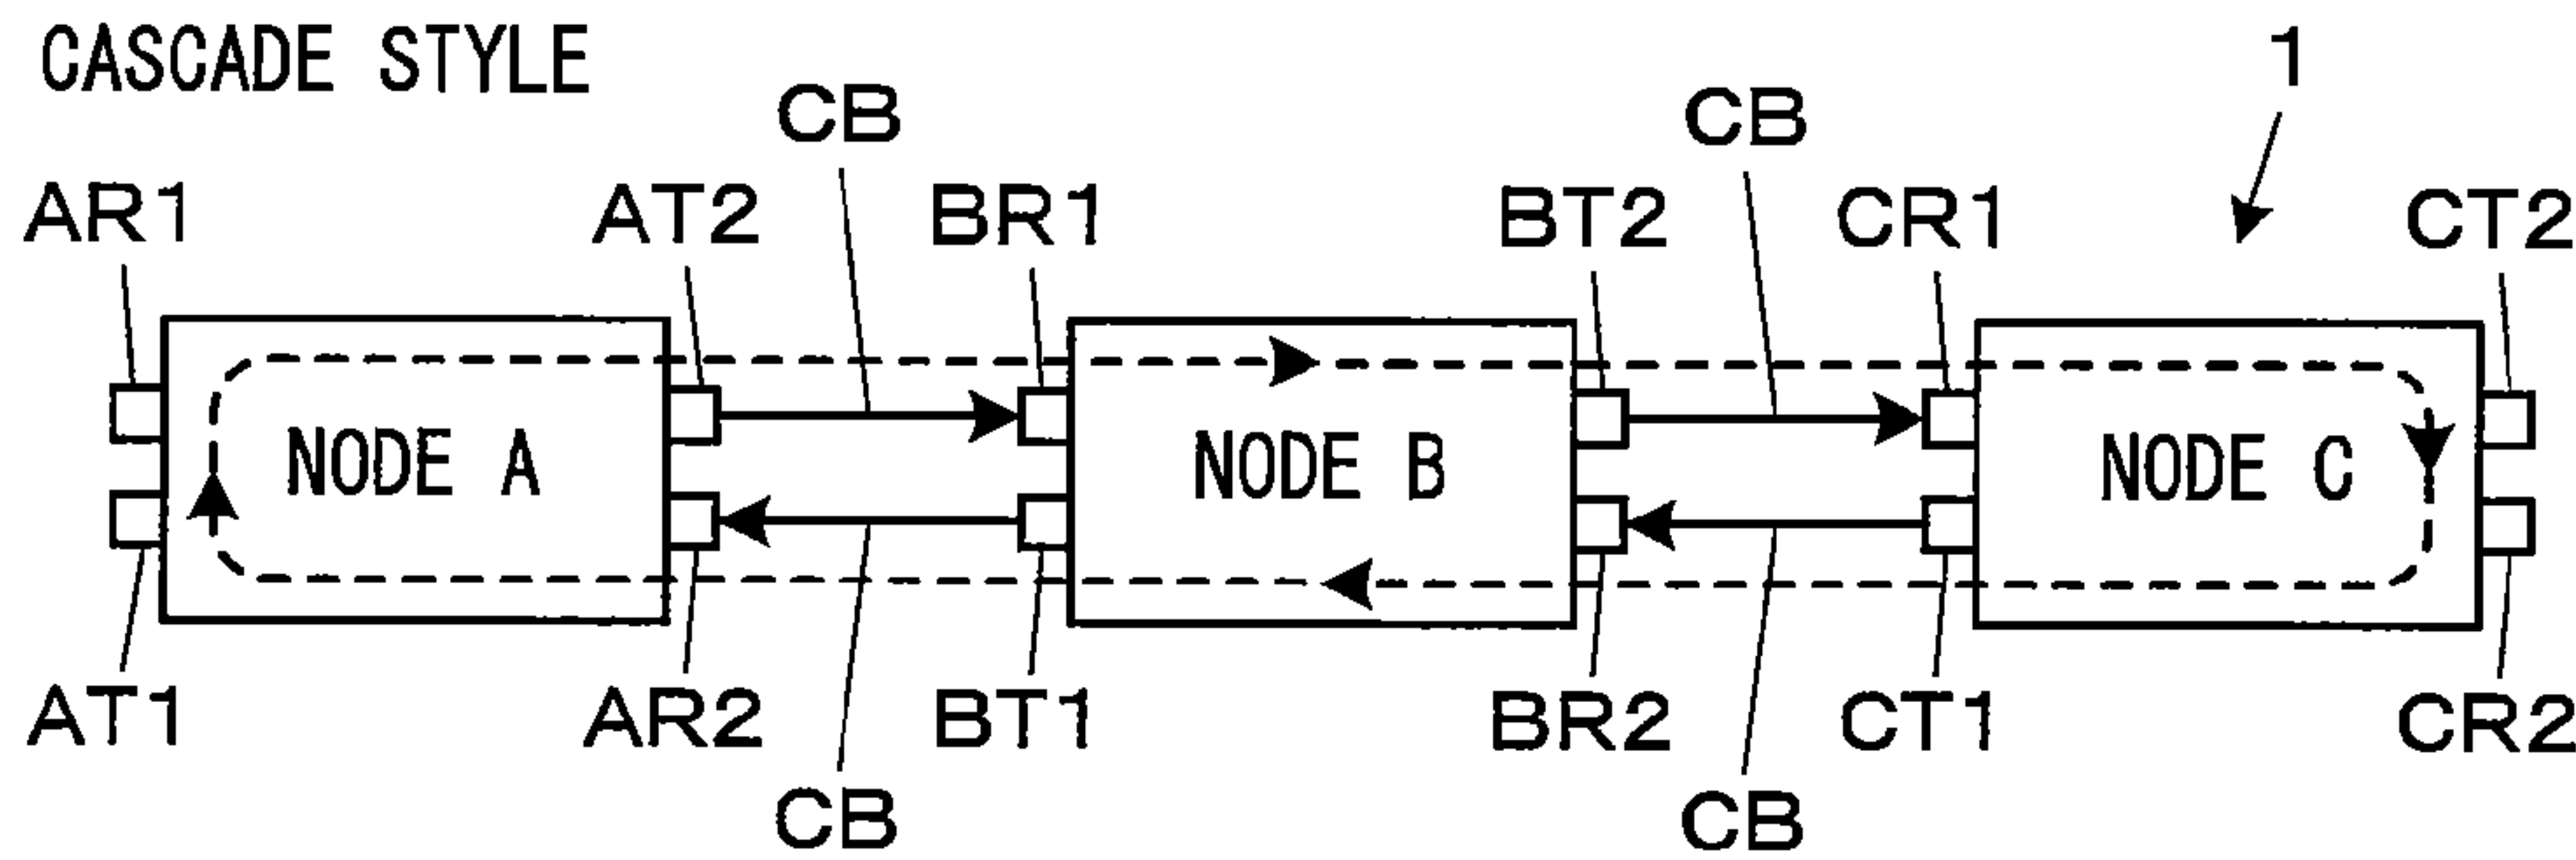 CASCADE STYLE
1
CB CB
AR1 AT2 BR1 BT2 CR1 CT2
NODE A NODE B NODE C
AT1 AR2 BT1 BR2 CT1 CR2
CB CB